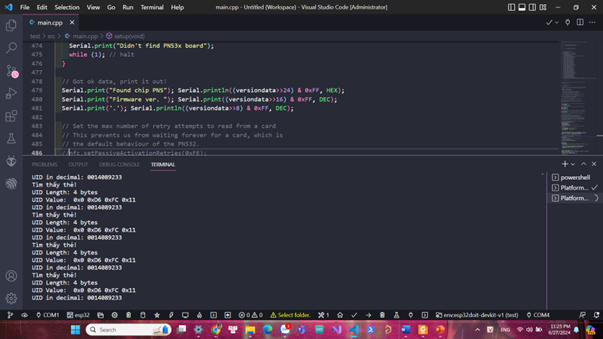 File Edit Selection View Go Run Terminal Help
main.cpp - Untitled (Workspace) - Visual Studio Code [Administrator]
main.cpp
test > src > main.cpp > setup(void)
474 Serial.print("Didn't find PN53x board");
475 while (1); // halt
476 }
477
478 // Got ok data, print it out!
479 Serial.print("Found chip PN5"); Serial.println((versiondata>>24) & 0xFF, HEX);
480 Serial.print("Firmware ver. "); Serial.print((versiondata>>16) & 0xFF, DEC);
481 Serial.print('.'); Serial.println((versiondata>>8) & 0xFF, DEC);
482
483 // Set the max number of retry attempts to read from a card
484 // This prevents us from waiting forever for a card, which is
485 // the default behaviour of the PN532.
486 //nfc.setPassiveActivationRetries(0xFF);
PROBLEMS OUTPUT DEBUG CONSOLE TERMINAL
UID in decimal: 0014089233
Tìm thấy thẻ!
UID Length: 4 bytes
UID Value: 0x0 0xD6 0xFC 0x11
UID in decimal: 0014089233
Tìm thấy thẻ!
UID Length: 4 bytes
UID Value: 0x0 0xD6 0xFC 0x11
UID in decimal: 0014089233
Tìm thấy thẻ!
UID Length: 4 bytes
UID Value: 0x0 0xD6 0xFC 0x11
UID in decimal: 0014089233
Tìm thấy thẻ!
UID Length: 4 bytes
UID Value: 0x0 0xD6 0xFC 0x11
UID in decimal: 0014089233
powershell
Platform...
Platform...
COM1 esp32 0 0 Select folder. 1 env:esp32doit-devkit-v1 (test) COM4
Search
ENG
11:25 PM
6/27/2024